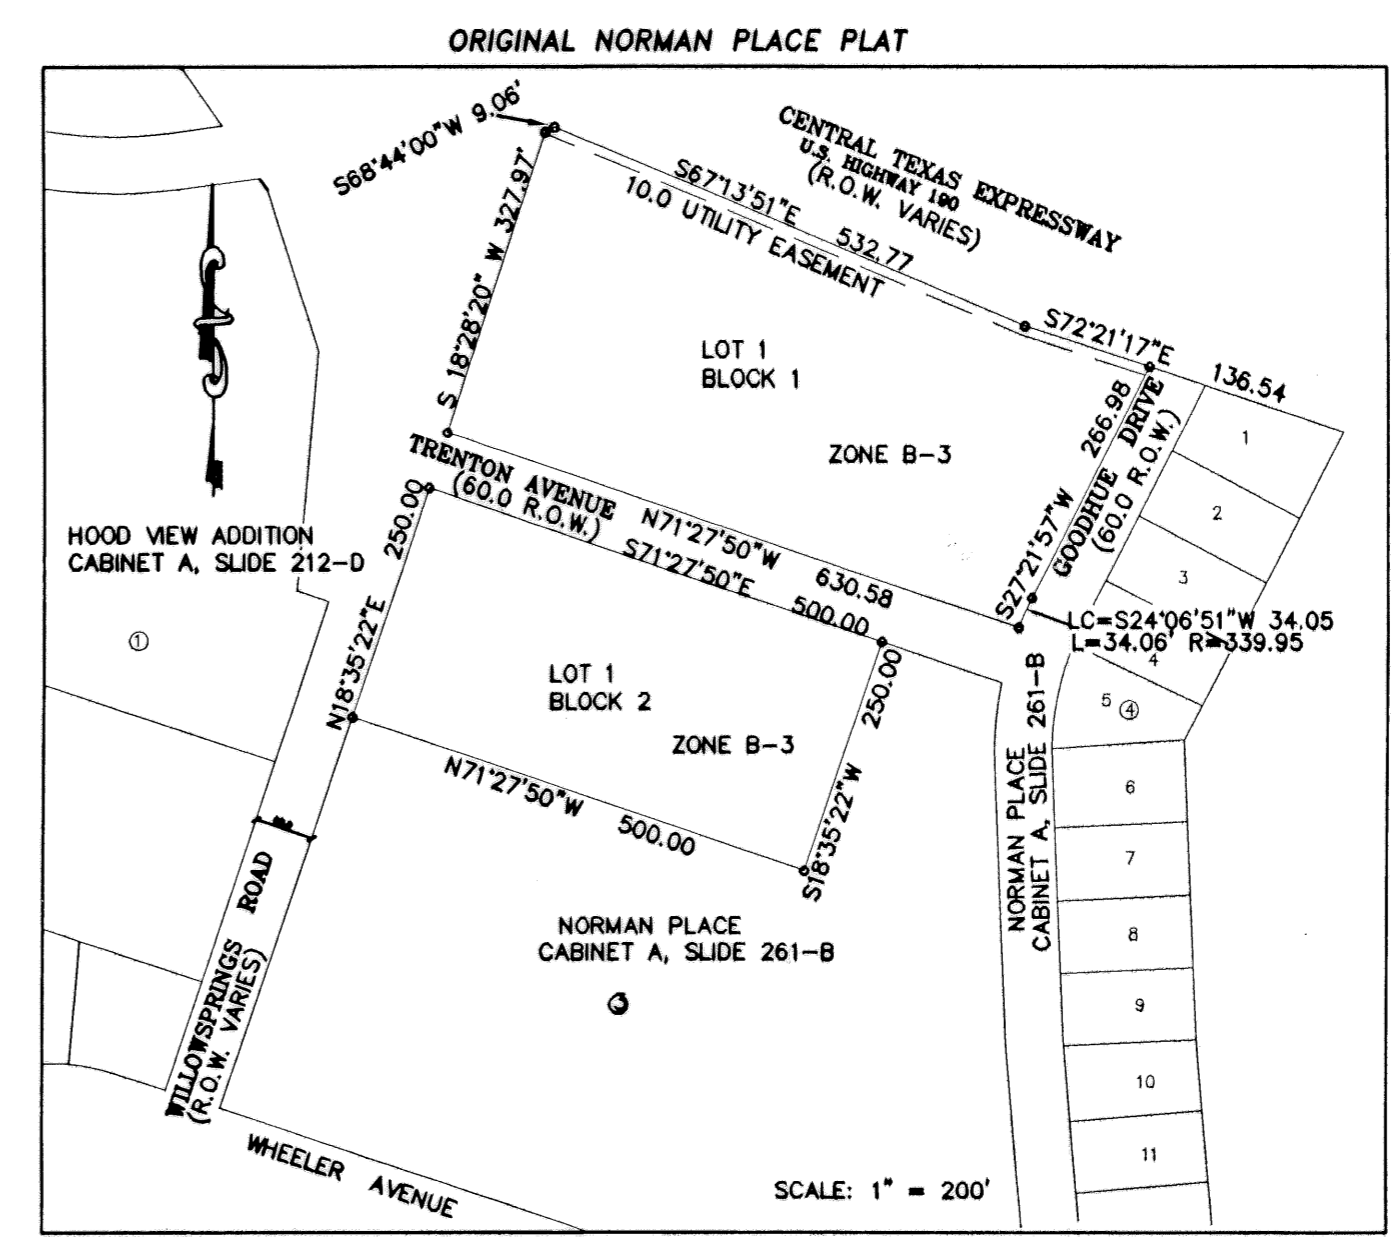 ORIGINAL NORMAN PLACE PLAT
S68°44'00"W 9.06'
CENTRAL TEXAS EXPRESSWAY
U.S. HIGHWAY 190
(R.O.W. VARIES)
S67°13'51"E 532.77
10.0 UTILITY EASEMENT
S 18°28'20" W 327.97'
S72°21'17"E 136.54
LOT 1
BLOCK 1
ZONE B-3
S27°21'57"W 266.98
GOODHUE DRIVE
(60.0 R.O.W.)
1
2
3
4
5 4
6
7
8
9
10
11
TRENTON AVENUE
(60.0 R.O.W.)
N71°27'50"W 630.58
S71°27'50"E 500.00
LC=S24°06'51"W 34.05
L=34.06' R=339.95
HOOD VIEW ADDITION
CABINET A, SLIDE 212-D
1
N18°35'22"E 250.00
LOT 1
BLOCK 2
ZONE B-3
S18°35'22"W 250.00
N71°27'50"W 500.00
NORMAN PLACE
CABINET A, SLIDE 261-B
NORMAN PLACE
CABINET A, SLIDE 261-B
3
WILLOWSPRINGS ROAD
(R.O.W. VARIES)
WHEELER AVENUE
SCALE: 1" = 200'